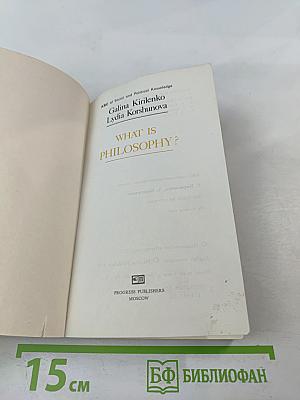 ABC of Social and Political Knowledge
Galina Kirilenko
Lydia Korshunova
WHAT IS
PHILOSOPHY?
PROGRESS PUBLISHERS
MOSCOW
15 см
БФ БИБЛИОФАН